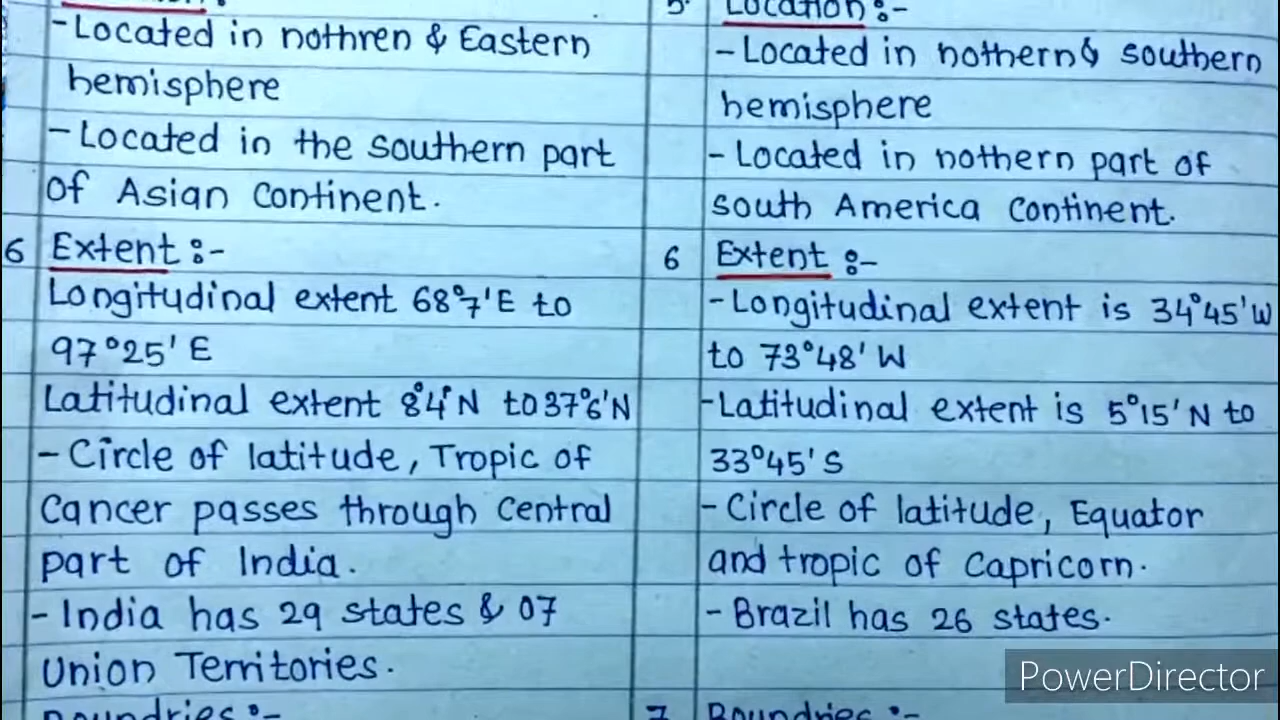 5. Location :-
-Located in nothren & Eastern
hemisphere
-Located in the southern part
of Asian Continent.
6 Extent :-
Longitudinal extent 68°7'E to
97°25' E
Latitudinal extent 8°4°N to 37°6'N
- Circle of latitude, Tropic of
Cancer passes through Central
part of India.
- India has 29 states & 07
Union Territories.
Boundries :-
- Located in nothern & southern
hemisphere
- Located in nothern part of
south America Continent.
6 Extent :-
-Longitudinal extent is 34°45'W
to 73°48' W
-Latitudinal extent is 5°15'N to
33°45'S
- Circle of latitude, Equator
and tropic of Capricorn.
- Brazil has 26 states.
7 Boundries :-
PowerDirector